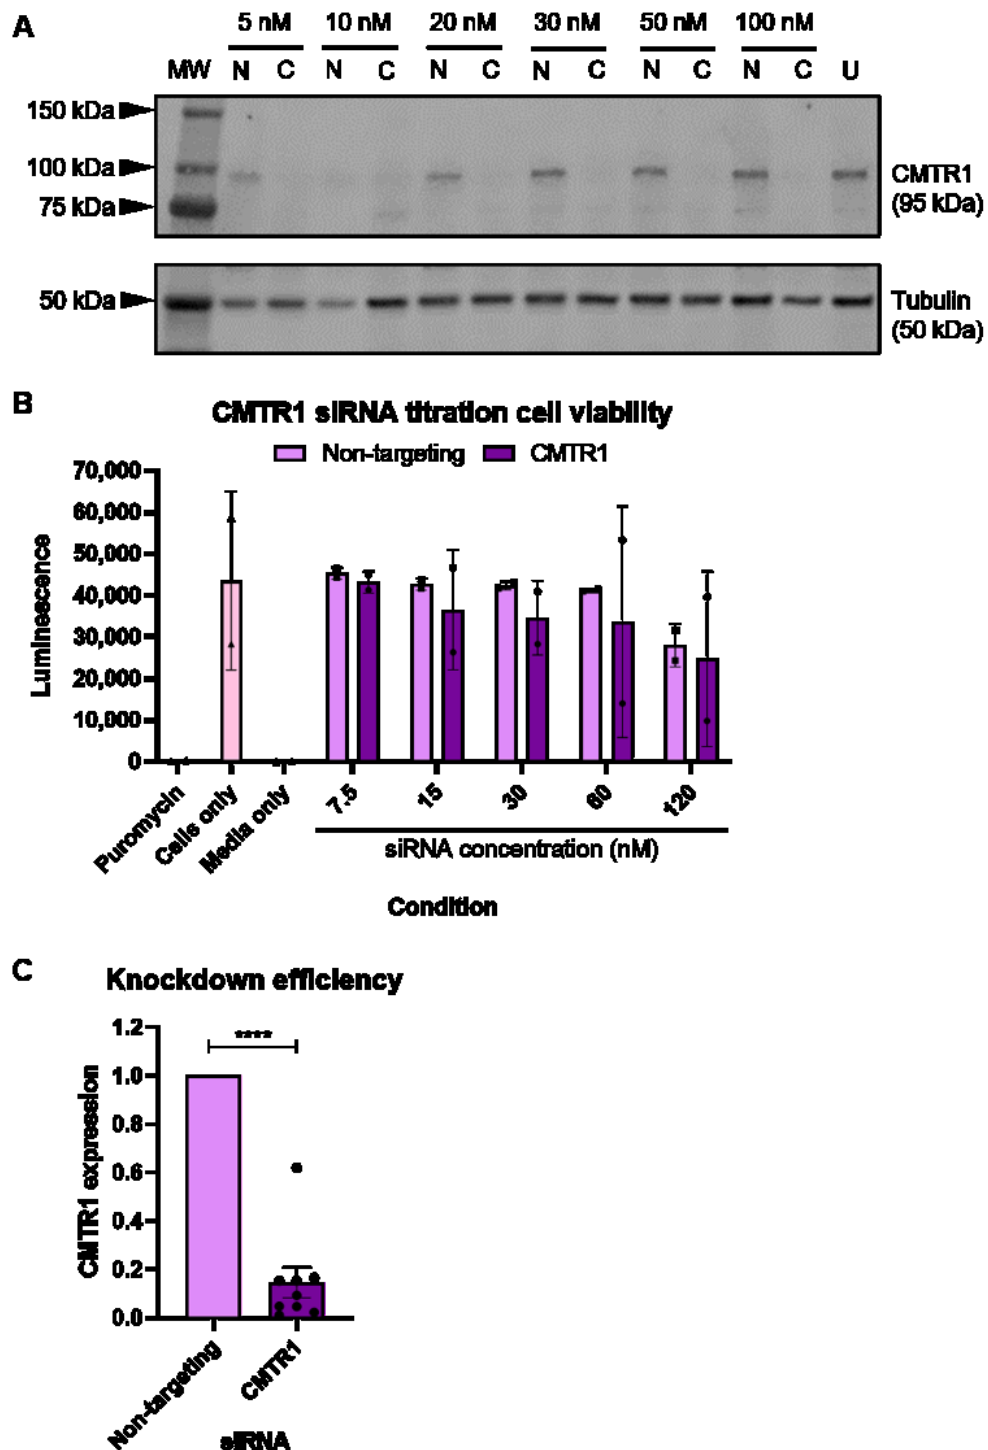 A
5 nM 10 nM 20 nM 30 nM 50 nM 100 nM
MW N C N C N C N C N C N C U
150 kDa
100 kDa
75 kDa
CMTR1
(95 kDa)
50 kDa
Tubulin
(50 kDa)
B
CMTR1 siRNA titration cell viability
Non-targeting CMTR1
70,000
60,000
50,000
40,000
30,000
20,000
10,000
0
Luminescence
Puromycin
Cells only
Media only
7.5
15
30
60
120
siRNA concentration (nM)
Condition
C
Knockdown efficiency
****
1.2
1.0
0.8
0.6
0.4
0.2
0.0
CMTR1 expression
Non-targeting
CMTR1
siRNA